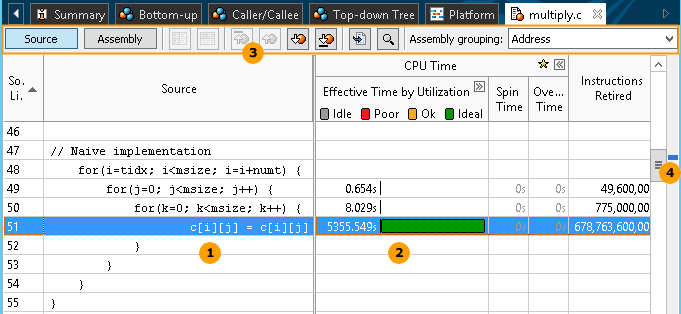 Summary Bottom-up Caller/Callee Top-down Tree Platform multiply.c
Source Assembly Assembly grouping: Address
3
So.
Li. Source
CPU Time
Effective Time by Utilization
Idle Poor Ok Ideal
Spin
Time
Ove...
Time
Instructions
Retired
4
46
47 // Naive implementation
48 for(i=tidx; i<msize; i=i+numt) {
49 for(j=0; j<msize; j++) { 0.654s 0s 0s 49,600,00
50 for(k=0; k<msize; k++) { 8.029s 0s 0s 775,000,00
51 c[i][j] = c[i][j] 5355.549s 0s 0s 678,763,600,00
52 }
1 2
53 }
54 }
55 }